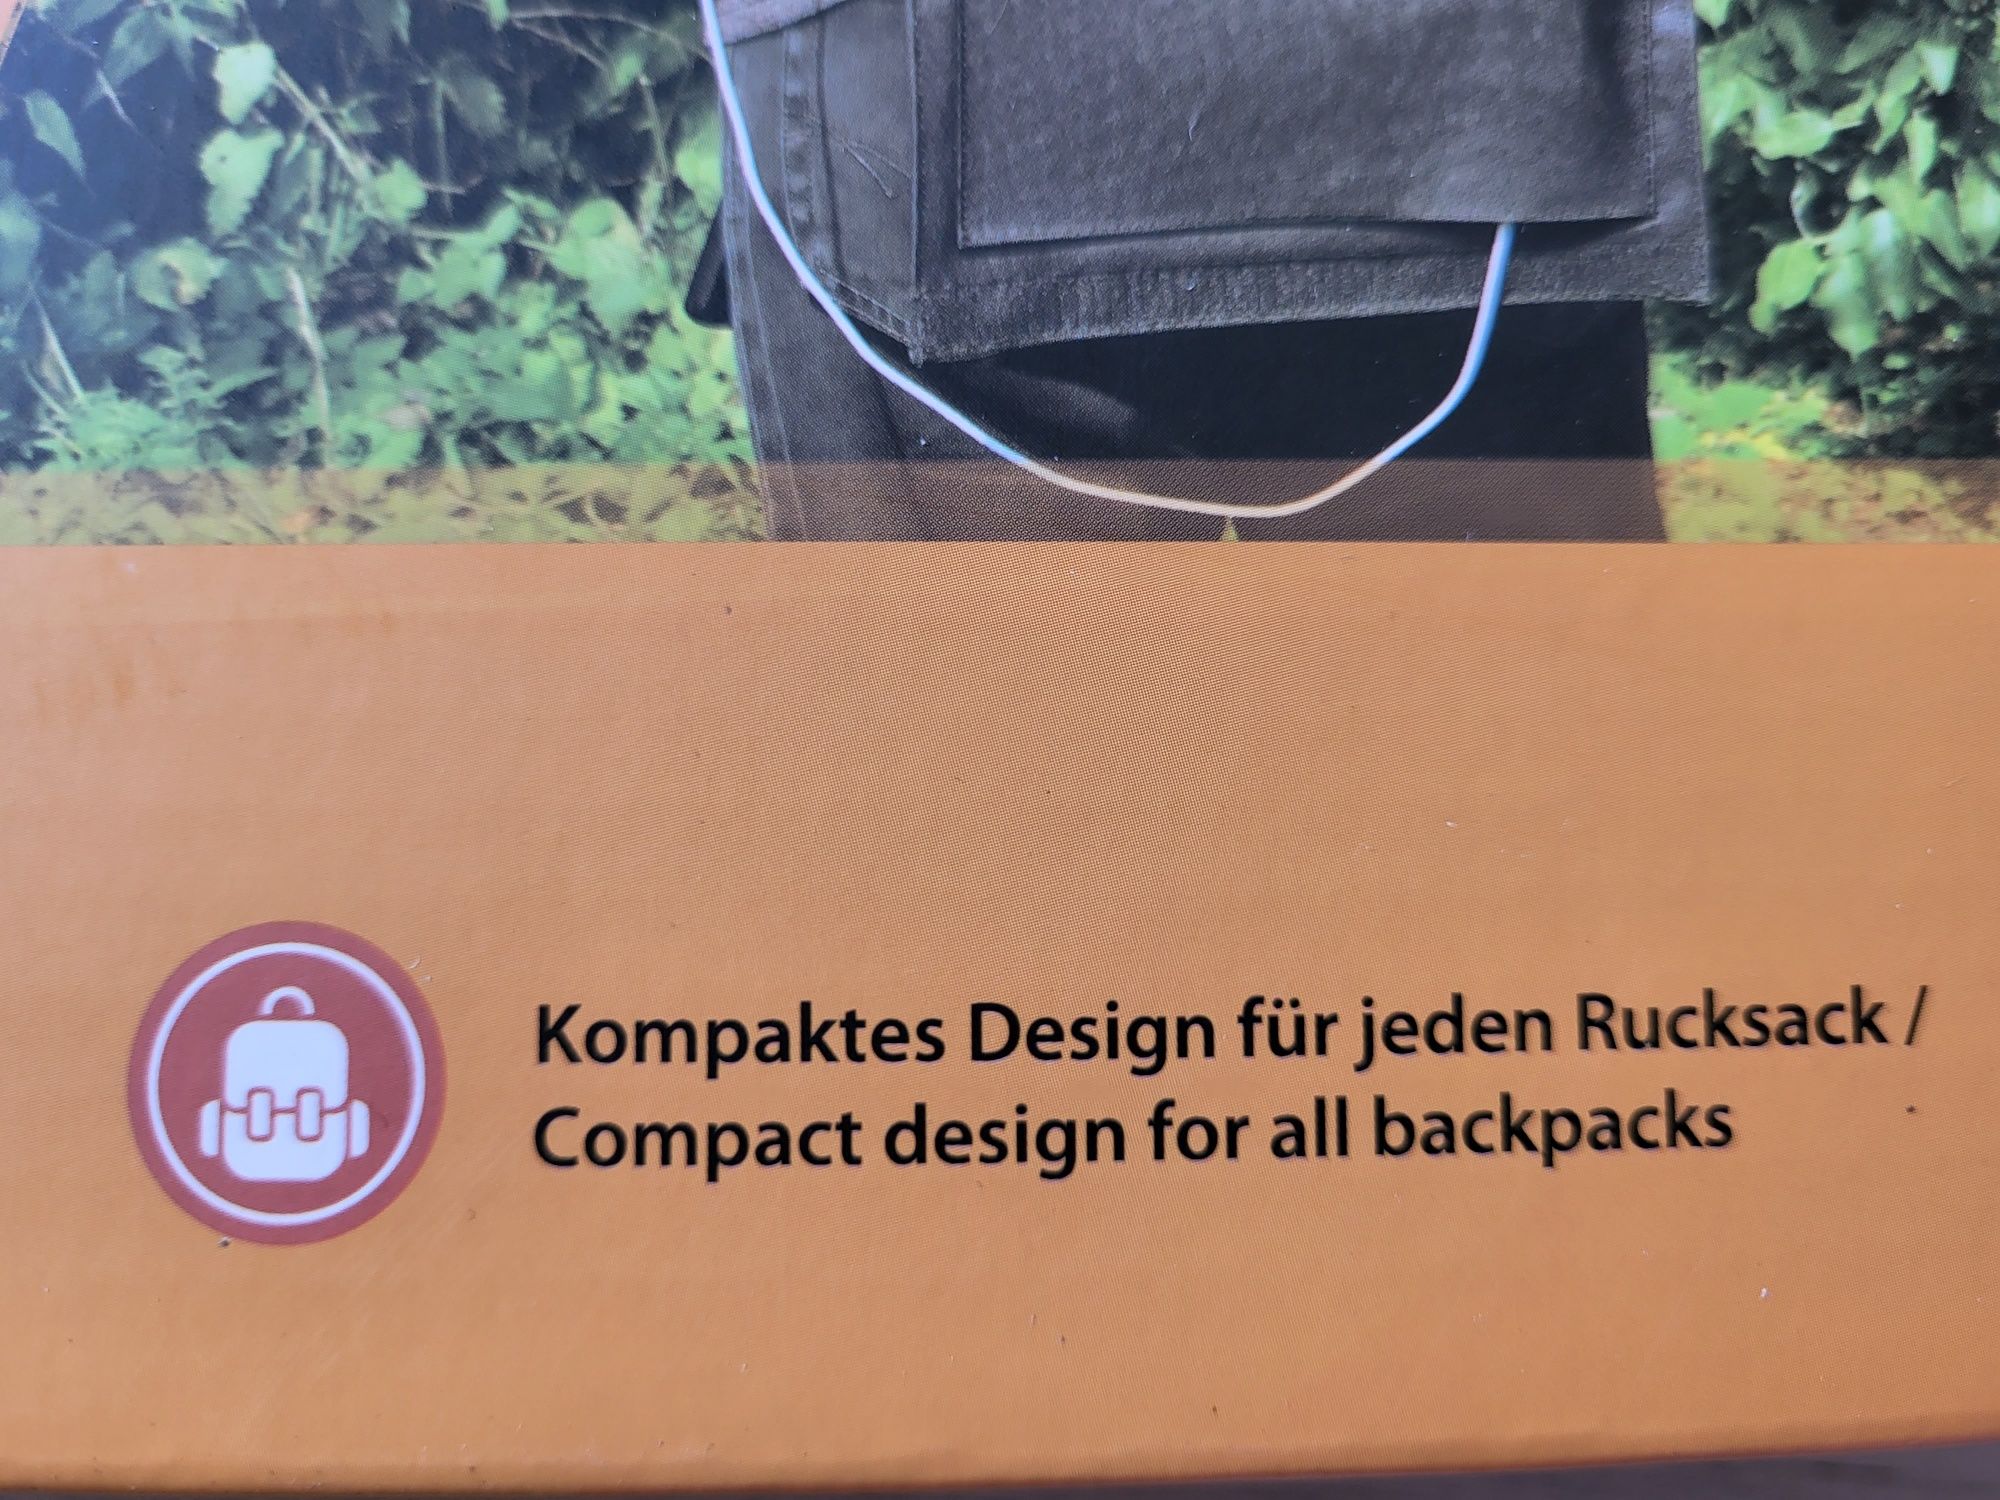 Kompaktes Design für jeden Rucksack /
Compact design for all backpacks